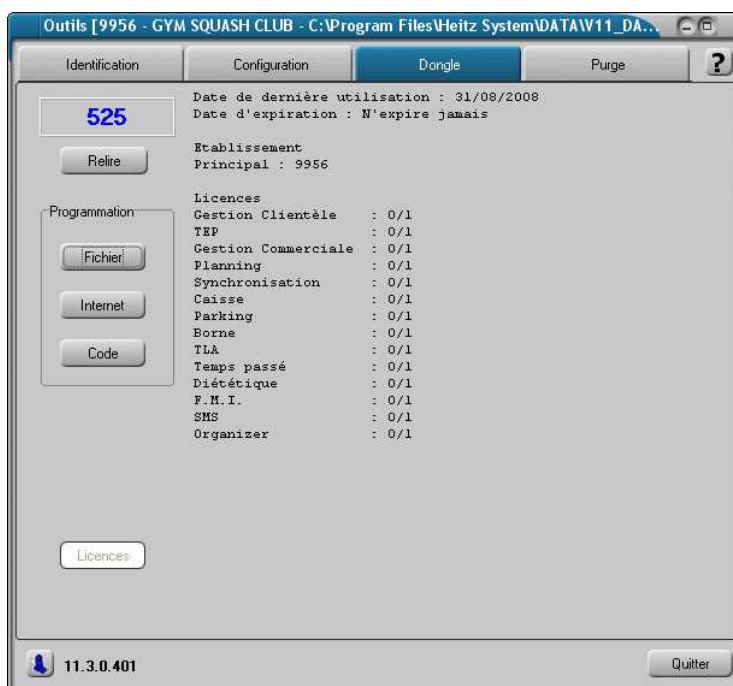 Outils [9956 - GYM SQUASH CLUB - C:\Program Files\Heitz System\DATA\V11_DA...
Identification Configuration Dongle Purge ?
525
Relire
Programmation
Fichier
Internet
Code
Licences
Date de dernière utilisation : 31/08/2008
Date d'expiration : N'expire jamais
Etablissement
Principal : 9956
Licences
Gestion Clientèle : 0/1
TEP : 0/1
Gestion Commerciale : 0/1
Planning : 0/1
Synchronisation : 0/1
Caisse : 0/1
Parking : 0/1
Borne : 0/1
TLA : 0/1
Temps passé : 0/1
Diététique : 0/1
F.M.I. : 0/1
SMS : 0/1
Organizer : 0/1
11.3.0.401
Quitter